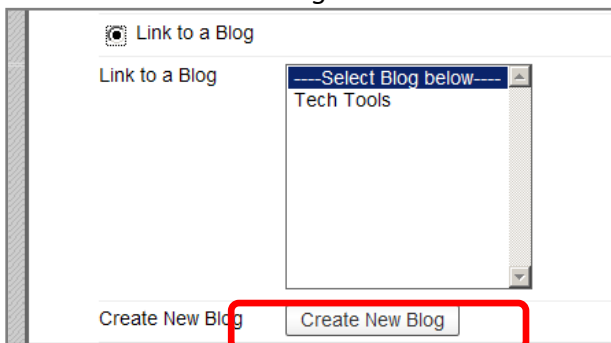 Link to a Blog
Link to a Blog
----Select Blog below----
Tech Tools
Create New Blog
Create New Blog